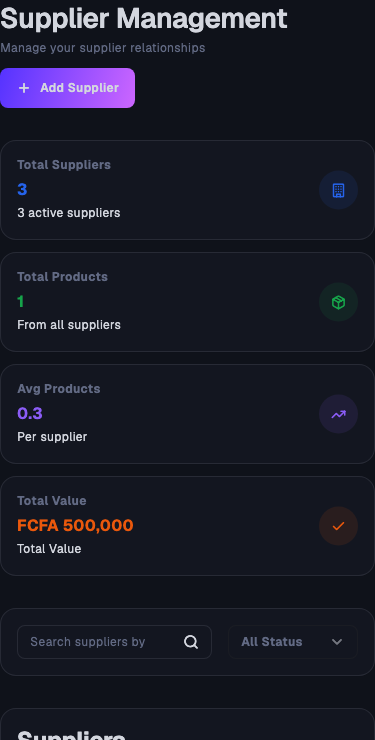 Supplier Management
Manage your supplier relationships
+ Add Supplier
Total Suppliers
3
3 active suppliers
Total Products
1
From all suppliers
Avg Products
0.3
Per supplier
Total Value
FCFA 500,000
Total Value
Search suppliers by
All Status
Suppliers